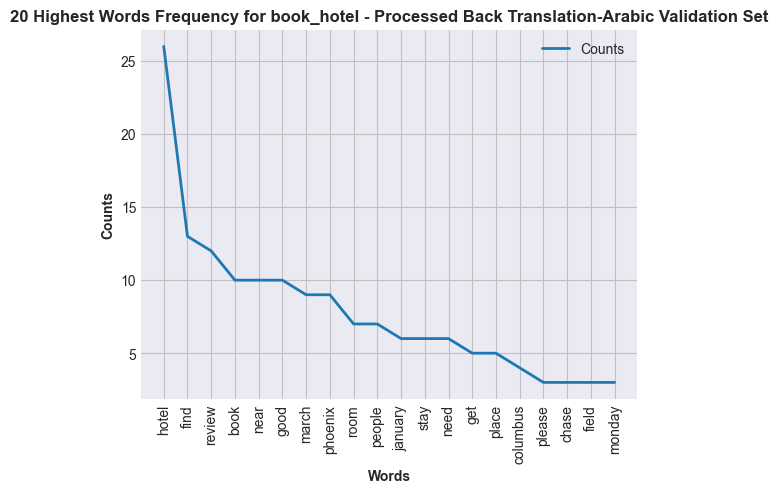 20 Highest Words Frequency for book_hotel - Processed Back Translation-Arabic Validation Set
Counts
Counts
25
20
15
10
5
hotel
find
review
book
near
good
march
phoenix
room
people
january
stay
need
get
place
columbus
please
chase
field
monday
Words